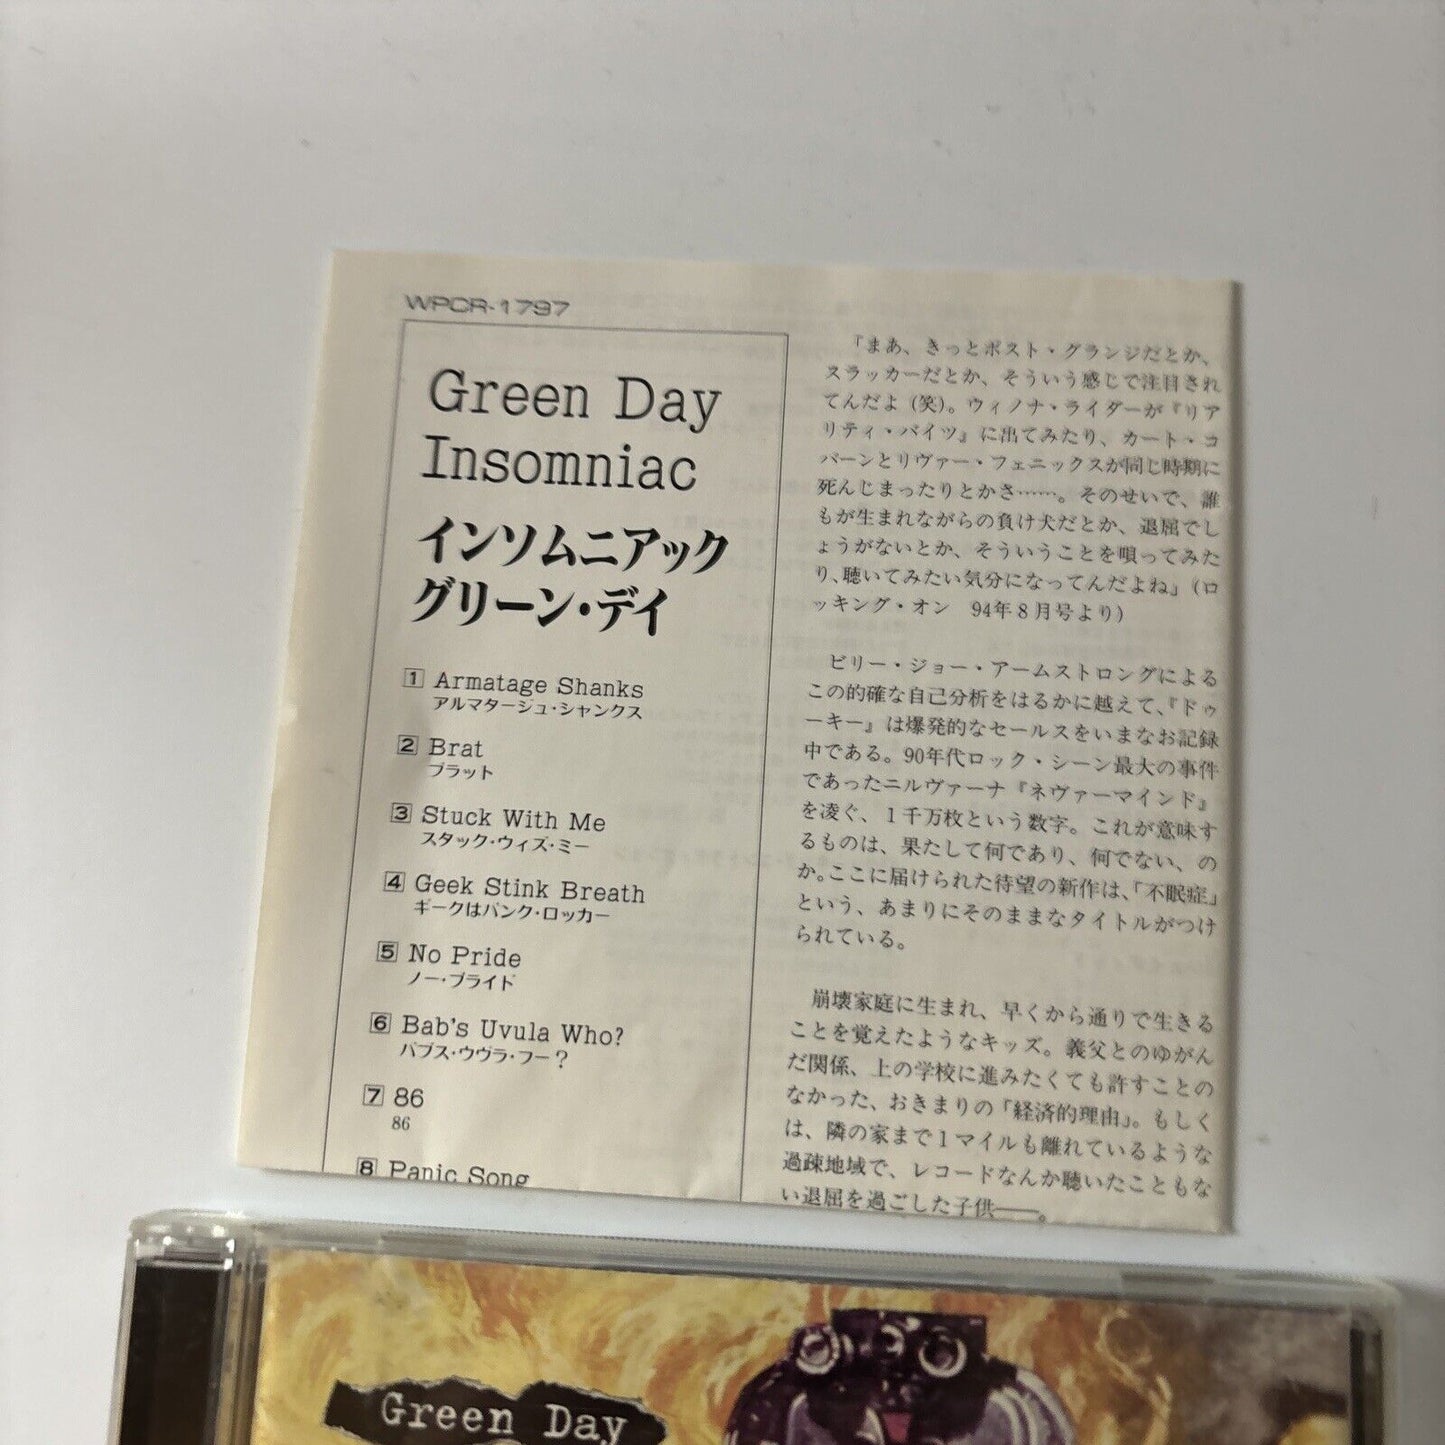 WPCR-1797
Green Day
Insomniac
インソムニアック
グリーン・デイ
1 Armatage Shanks
アルマタージュ・シャンクス
2 Brat
ブラット
3 Stuck With Me
スタック・ウィズ・ミー
4 Geek Stink Breath
ギークはパンク・ロッカー
5 No Pride
ノー・プライド
6 Bab's Uvula Who?
バブス・ウヴラ・フー？
7 86
86
8 Panic Song
「まあ、きっとポスト・グランジだとか、
スラッカーだとか、そういう感じで注目され
てんだよ (笑)。ウィノナ・ライダーが『リア
リティ・バイツ』に出てみたり、カート・コ
バーンとリヴァー・フェニックスが同じ時期に
死んじまったりとかさ……。そのせいで、誰
もが生まれながらの負け犬だとか、退屈でし
ょうがないとか、そういうことを唄ってみた
り、聴いてみたい気分になってんだよね」(ロ
ッキング・オン 94年8月号より)
ビリー・ジョー・アームストロングによる
この的確な自己分析をはるかに越えて、『ドゥ
ーキー』は爆発的なセールスをいまなお記録
中である。90年代ロック・シーン最大の事件
であったニルヴァーナ『ネヴァーマインド』
を凌ぐ、1千万枚という数字。これが意味す
るものは、果たして何であり、何でない、の
か。ここに届けられた待望の新作は、「不眠症」
という、あまりにそのままなタイトルがつけ
られている。
崩壊家庭に生まれ、早くから通りで生きる
ことを覚えたようなキッズ。義父とのゆがん
だ関係、上の学校に進みたくても許すことの
なかった、おきまりの「経済的理由」。もしく
は、隣の家まで1マイルも離れているような
過疎地域で、レコードなんか聴いたこともな
い退屈を過ごした子供――。
Green Day